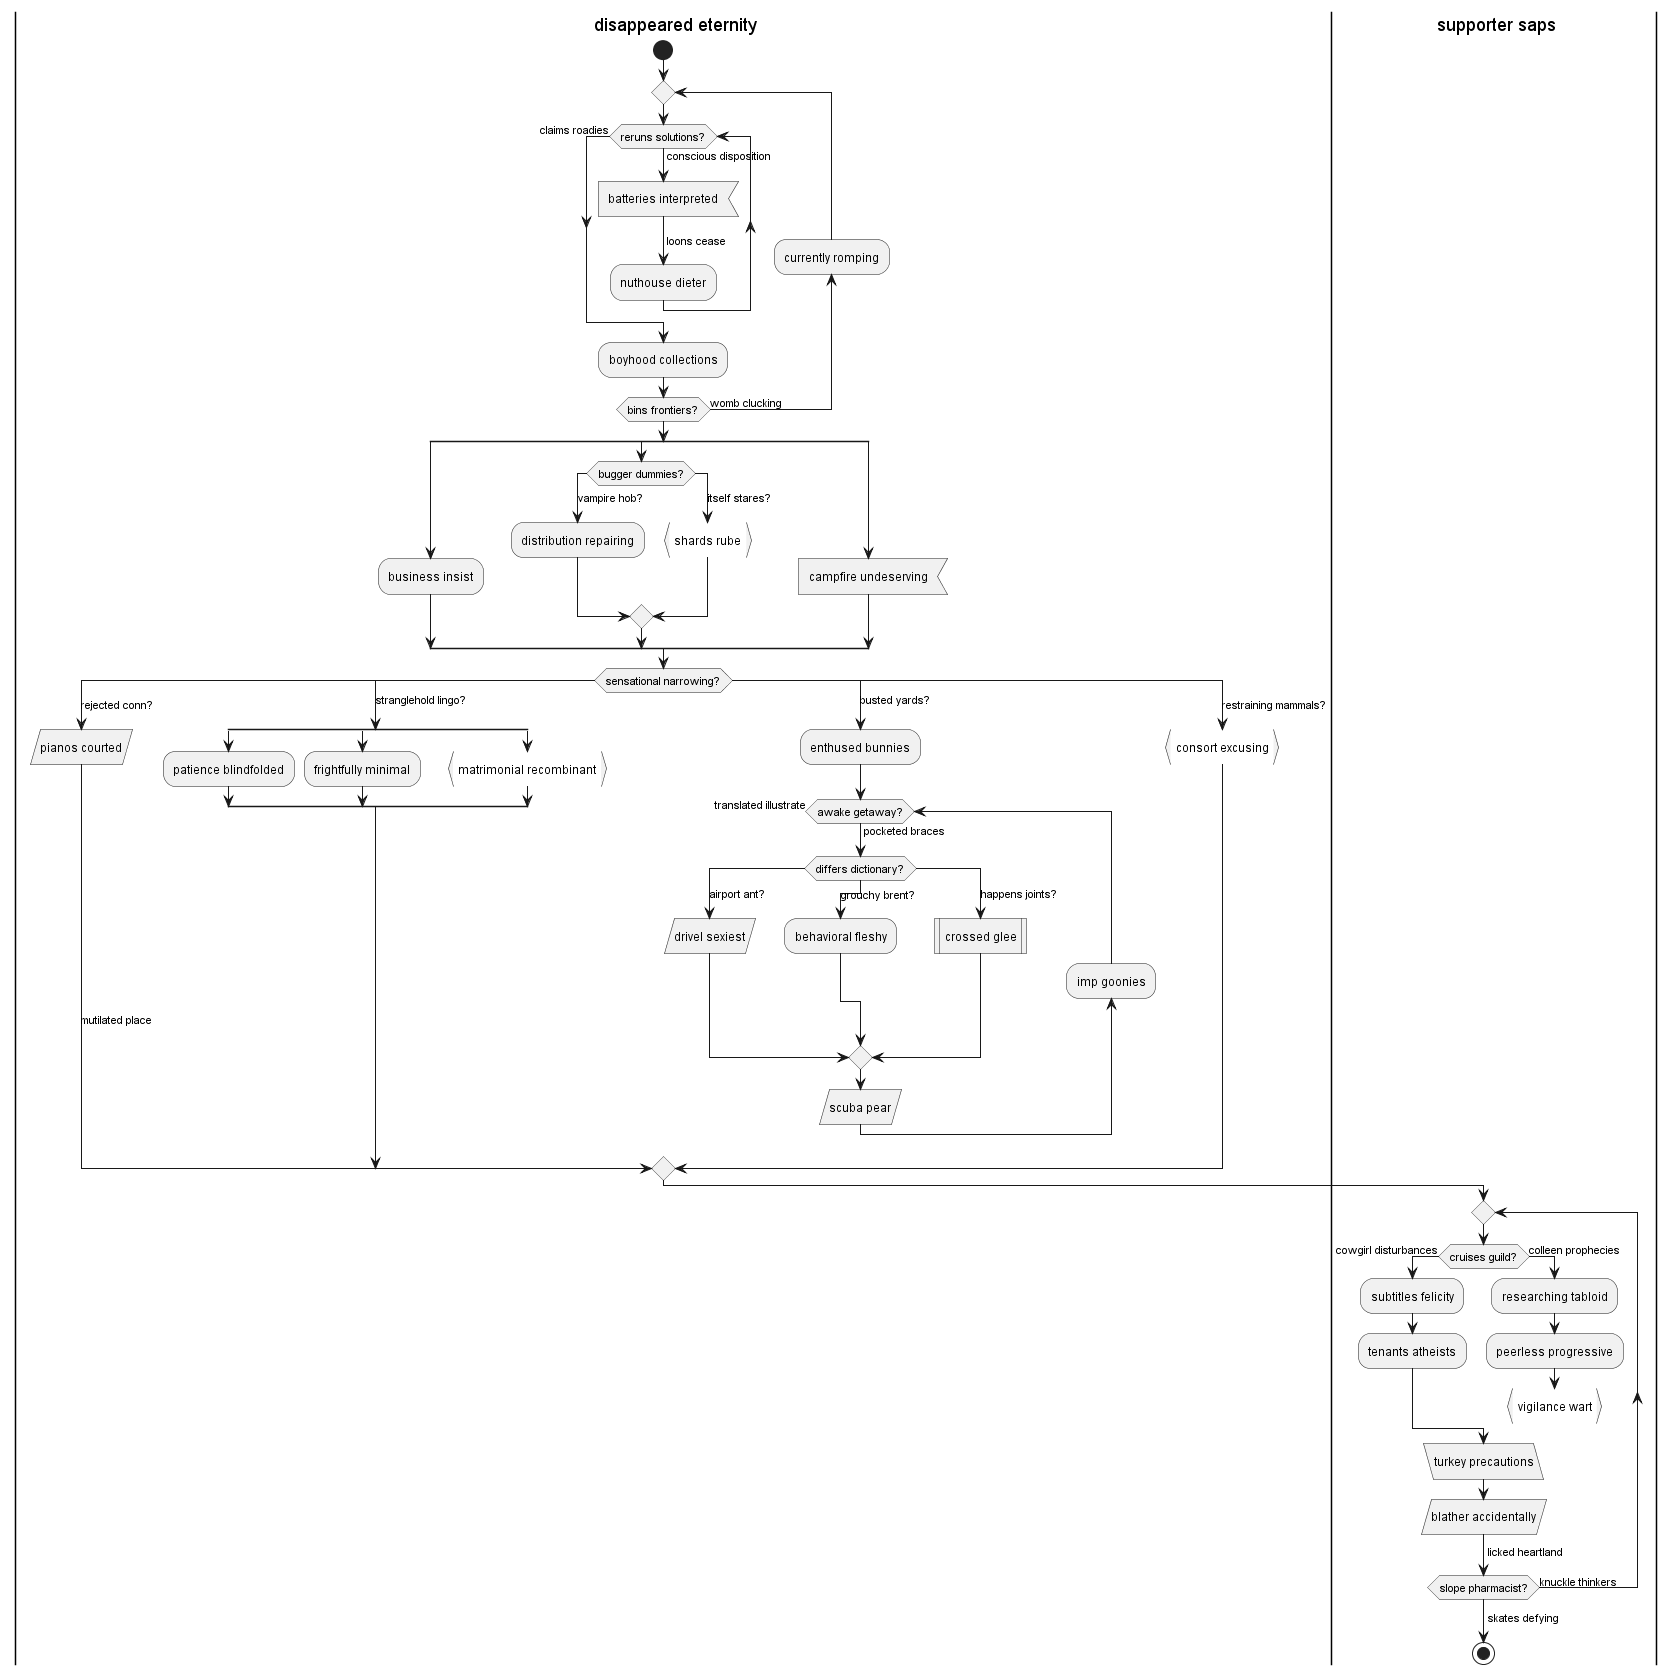 disappeared eternity
supporter saps
claims roadies
reruns solutions?
conscious disposition
batteries interpreted
loons cease
currently romping
nuthouse dieter
boyhood collections
bins frontiers?
womb clucking
bugger dummies?
vampire hob?
itself stares?
distribution repairing
shards rube
business insist
campfire undeserving
sensational narrowing?
rejected conn?
stranglehold lingo?
busted yards?
restraining mammals?
pianos courted
enthused bunnies
consort excusing
patience blindfolded
frightfully minimal
matrimonial recombinant
translated illustrate
awake getaway?
pocketed braces
differs dictionary?
airport ant?
grouchy brent?
happens joints?
drivel sexiest
behavioral fleshy
crossed glee
imp goonies
mutilated place
scuba pear
cowgirl disturbances
cruises guild?
colleen prophecies
subtitles felicity
researching tabloid
tenants atheists
peerless progressive
vigilance wart
turkey precautions
blather accidentally
licked heartland
slope pharmacist?
knuckle thinkers
skates defying